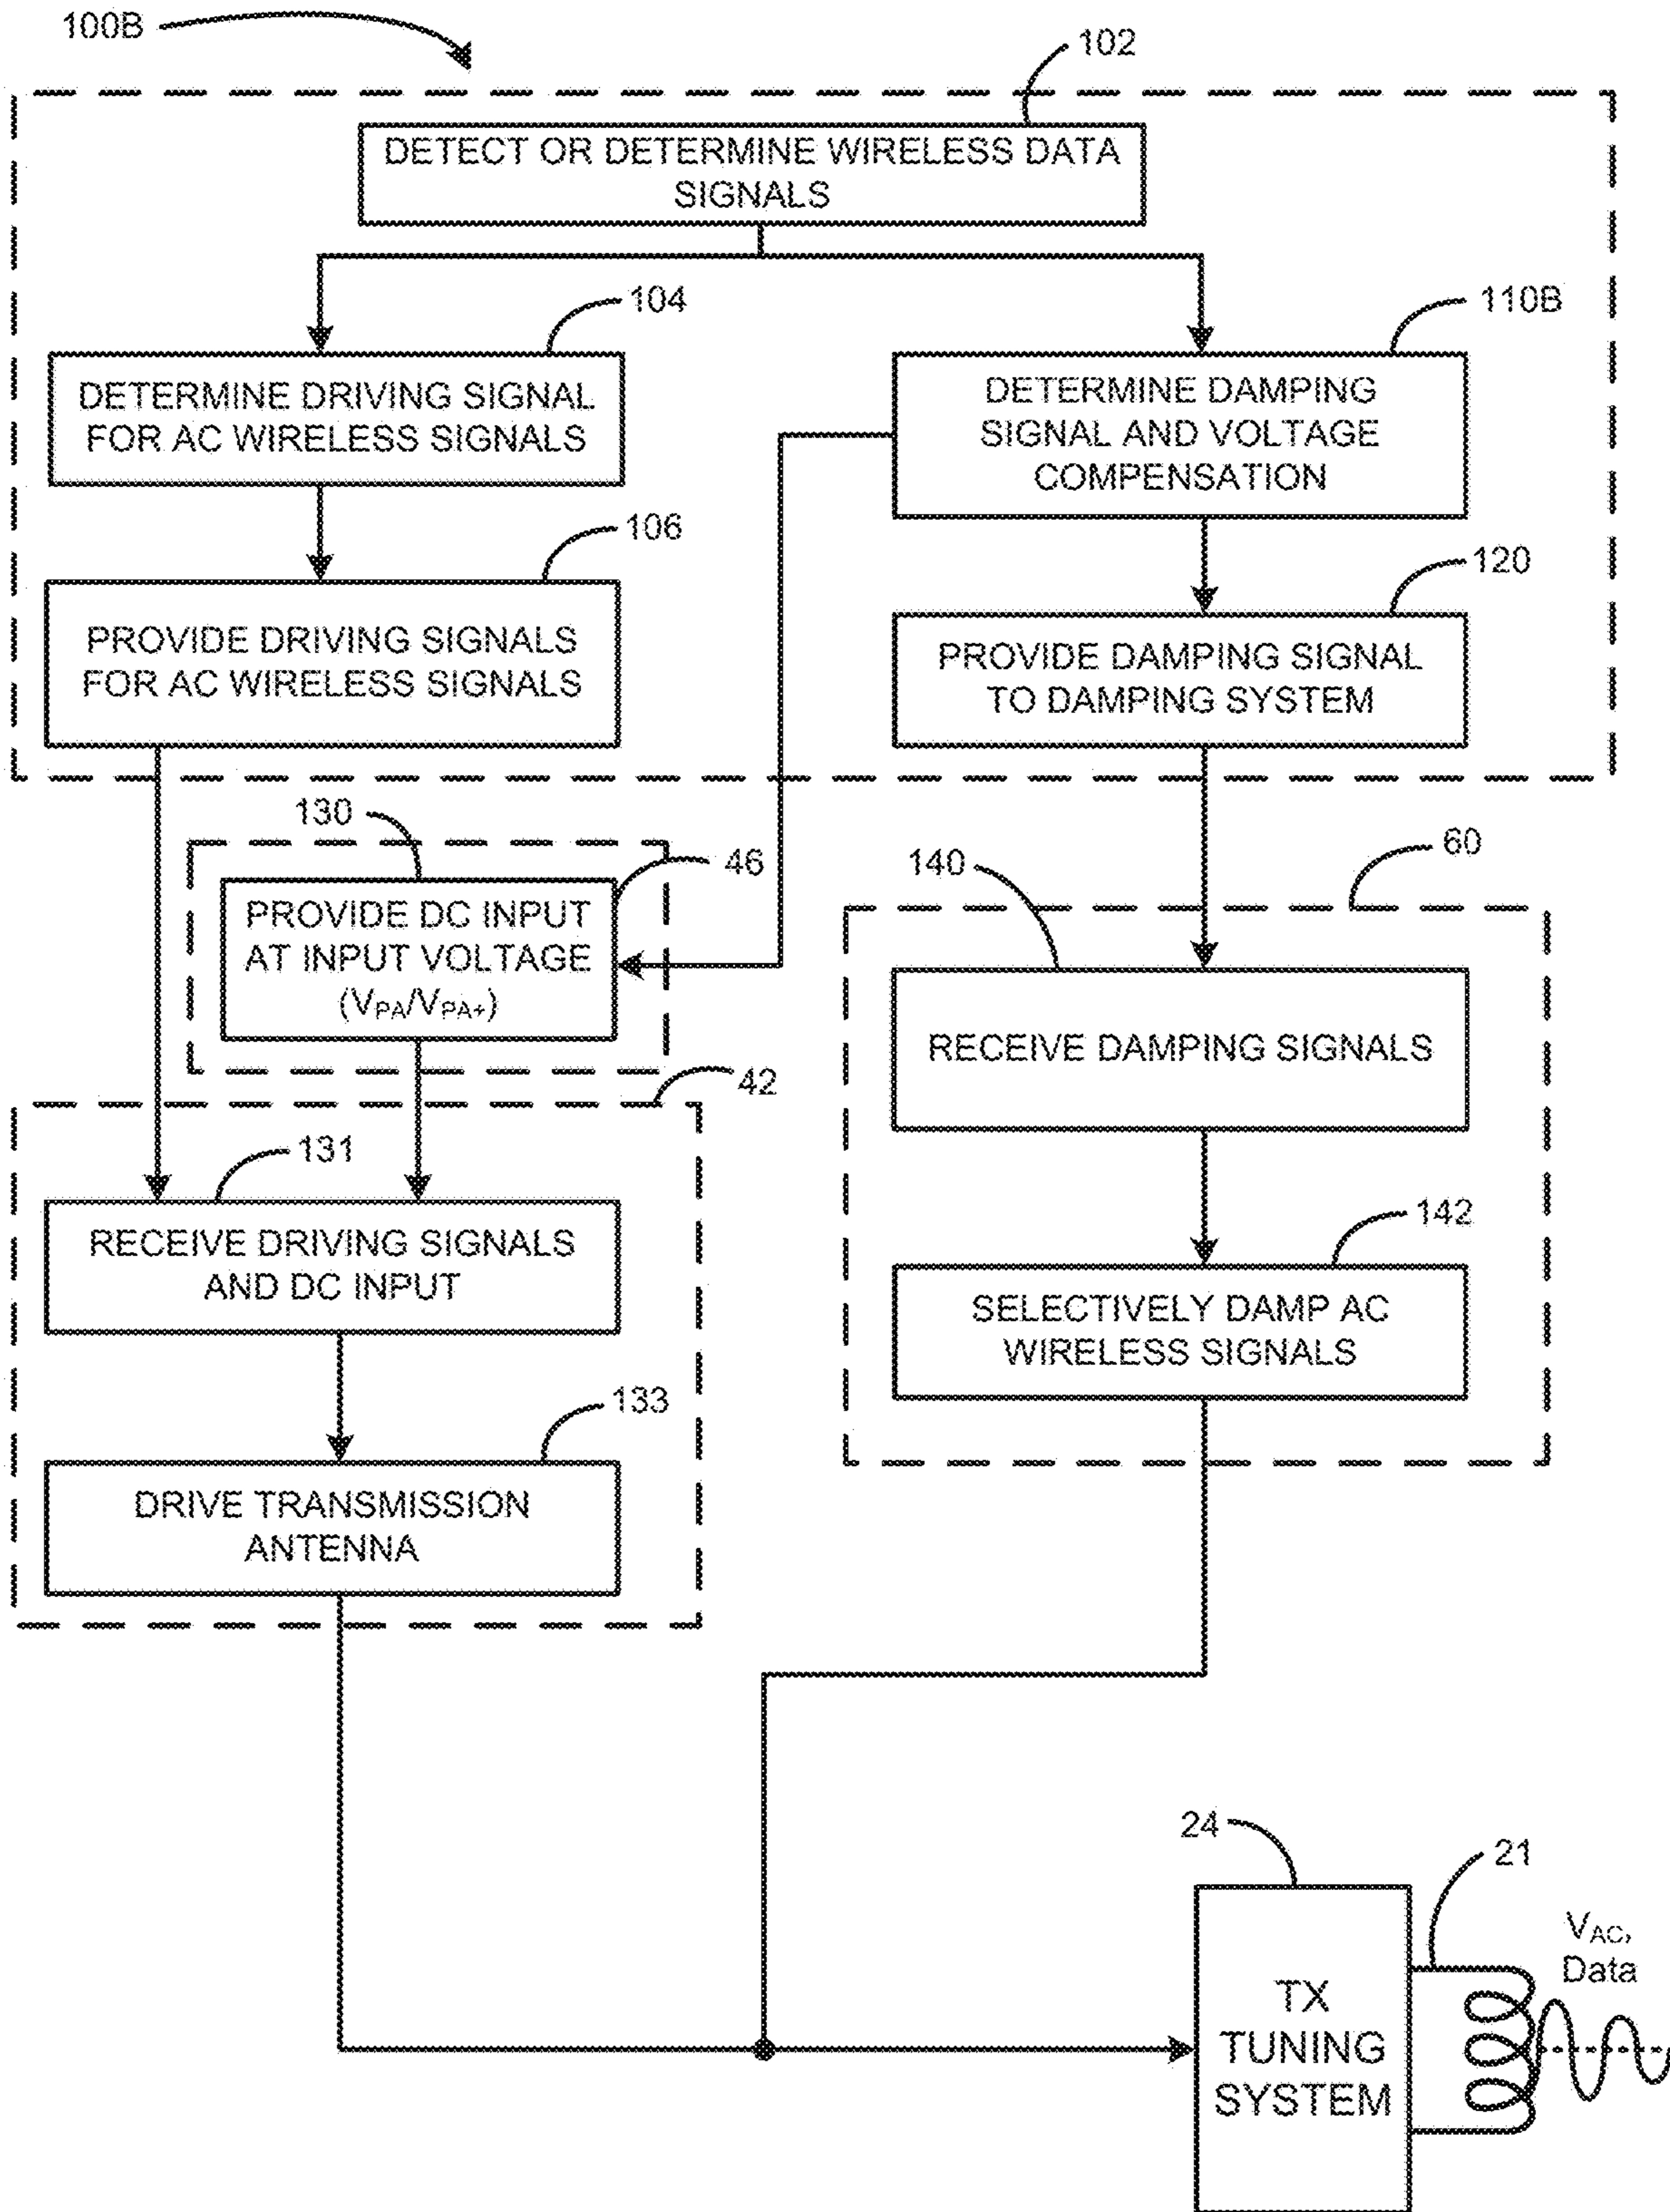 100B
102
DETECT OR DETERMINE WIRELESS DATA
SIGNALS
104
110B
DETERMINE DRIVING SIGNAL
FOR AC WIRELESS SIGNALS
DETERMINE DAMPING
SIGNAL AND VOLTAGE
COMPENSATION
106
120
PROVIDE DRIVING SIGNALS
FOR AC WIRELESS SIGNALS
PROVIDE DAMPING SIGNAL
TO DAMPING SYSTEM
130
46
140
60
PROVIDE DC INPUT
AT INPUT VOLTAGE
(VPA/VPA+)
RECEIVE DAMPING SIGNALS
42
131
RECEIVE DRIVING SIGNALS
AND DC INPUT
142
SELECTIVELY DAMP AC
WIRELESS SIGNALS
133
DRIVE TRANSMISSION
ANTENNA
24
21
VAC,
Data
TX
TUNING
SYSTEM